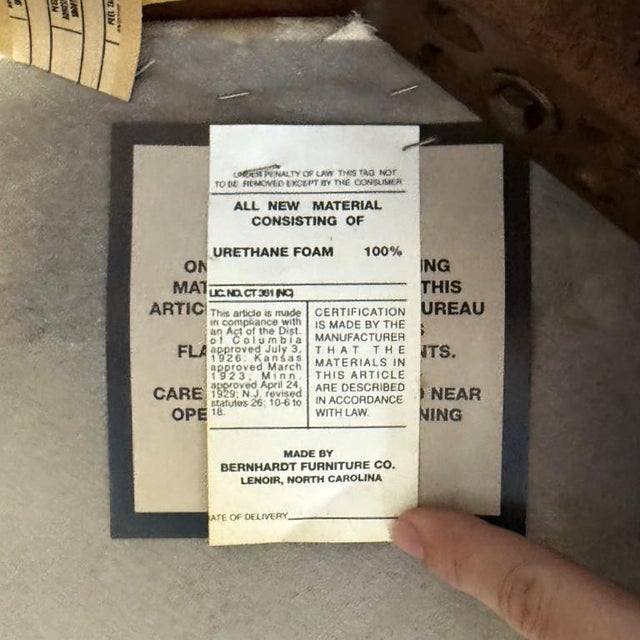 UNDER PENALTY OF LAW THIS TAG NOT
TO BE REMOVED EXCEPT BY THE CONSUMER
ALL NEW MATERIAL
CONSISTING OF
URETHANE FOAM 100%
LIC. NO. CT 361 (NC)
This article is made
in compliance with
an Act of the Dist.
of Columbia
approved July 3,
1926; Kansas
approved March
1923; Minn.
approved April 24,
1929; N.J. revised
statutes 26; 10-6 to
18.
CERTIFICATION
IS MADE BY THE
MANUFACTURER
THAT THE
MATERIALS IN
THIS ARTICLE
ARE DESCRIBED
IN ACCORDANCE
WITH LAW.
MADE BY
BERNHARDT FURNITURE CO.
LENOIR, NORTH CAROLINA
ATE OF DELIVERY
ON ING
MAT THIS
ARTIC UREAU
FLA NTS.
CARE NEAR
OPE NING